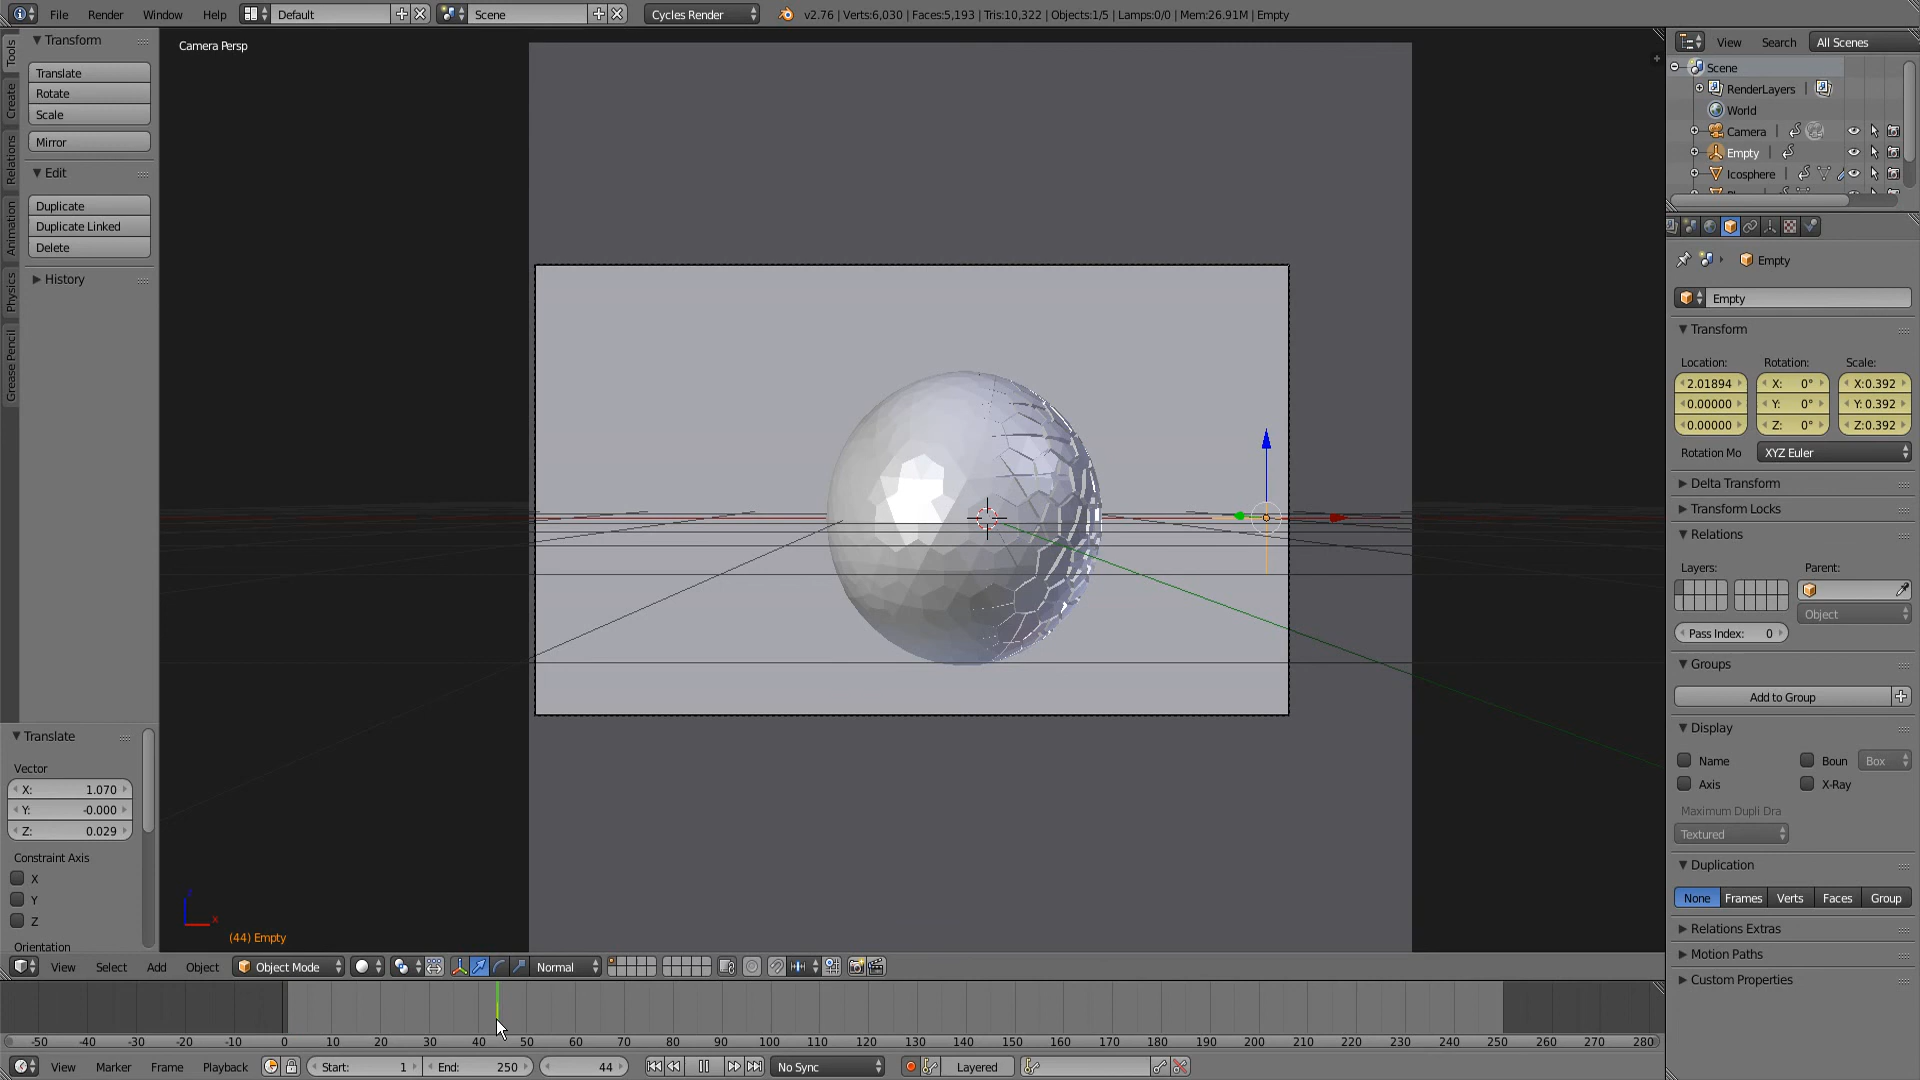 File Render Window Help Default Scene Cycles Render v2.76 | Verts:6,030 | Faces:5,193 | Tris:10,322 | Objects:1/5 | Lamps:0/0 | Mem:26.91M | Empty
Tools
Create
Relations
Animation
Physics
Grease Pencil
Transform
Translate
Rotate
Scale
Mirror
Edit
Duplicate
Duplicate Linked
Delete
History
Translate
Vector
X: 1.070
Y: -0.000
Z: 0.029
Constraint Axis
X
Y
Z
Orientation
Camera Persp
(44) Empty
View Select Add Object Object Mode Normal
-50 -40 -30 -20 -10 0 10 20 30 40 50 60 70 80 90 100 110 120 130 140 150 160 170 180 190 200 210 220 230 240 250 260 270 280
View Marker Frame Playback Start: 1 End: 250 44 No Sync Layered
View Search All Scenes
Scene
RenderLayers |
World
Camera |
Empty |
Icosphere |
Empty
Empty
Transform
Location: Rotation: Scale:
2.01894 X: 0° X:0.392
0.00000 Y: 0° Y: 0.392
0.00000 Z: 0° Z:0.392
Rotation Mo XYZ Euler
Delta Transform
Transform Locks
Relations
Layers: Parent:
Object
Pass Index: 0
Groups
Add to Group
Display
Name Boun Box
Axis X-Ray
Maximum Dupli Dra
Textured
Duplication
None Frames Verts Faces Group
Relations Extras
Motion Paths
Custom Properties